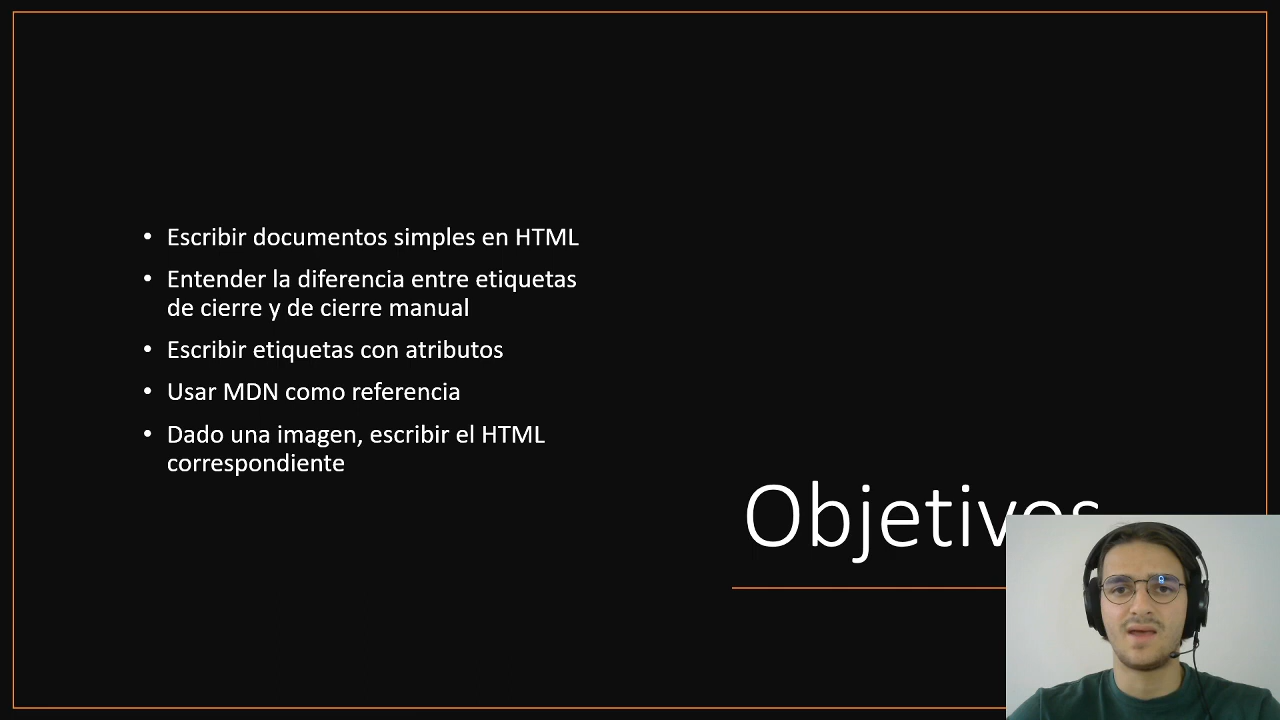 • Escribir documentos simples en HTML
• Entender la diferencia entre etiquetas
de cierre y de cierre manual
• Escribir etiquetas con atributos
• Usar MDN como referencia
• Dado una imagen, escribir el HTML
correspondiente
Objetivos